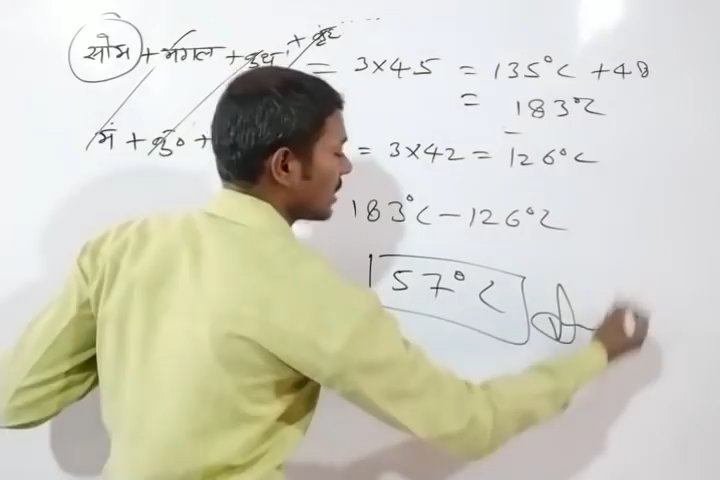 सोम + मंगल + बुध + = 3×45 = 135°C + 48
= 183°C
मं + बु० + = 3×42 = 126°C
183°C - 126°C
57°C